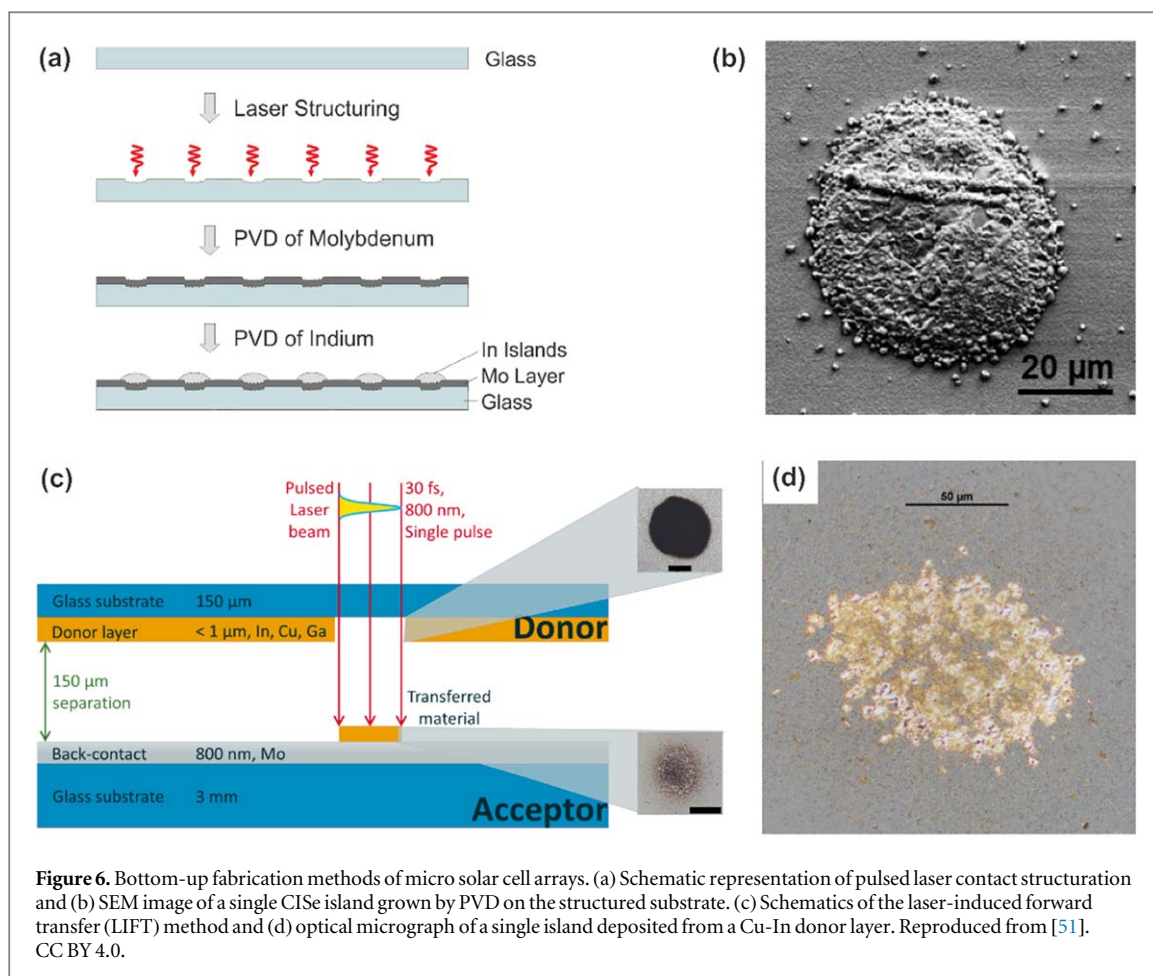 (a)
Glass
Laser Structuring
PVD of Molybdenum
PVD of Indium
In Islands
Mo Layer
Glass
(b)
20 µm
(c)
Pulsed
Laser
beam
30 fs,
800 nm,
Single pulse
Glass substrate 150 µm
Donor layer < 1 µm, In, Cu, Ga
Donor
150 µm
separation
Transferred
material
Back-contact 800 nm, Mo
Glass substrate 3 mm
Acceptor
(d)
50 µm
Figure 6. Bottom-up fabrication methods of micro solar cell arrays. (a) Schematic representation of pulsed laser contact structuration
and (b) SEM image of a single CISe island grown by PVD on the structured substrate. (c) Schematics of the laser-induced forward
transfer (LIFT) method and (d) optical micrograph of a single island deposited from a Cu-In donor layer. Reproduced from [51].
CC BY 4.0.